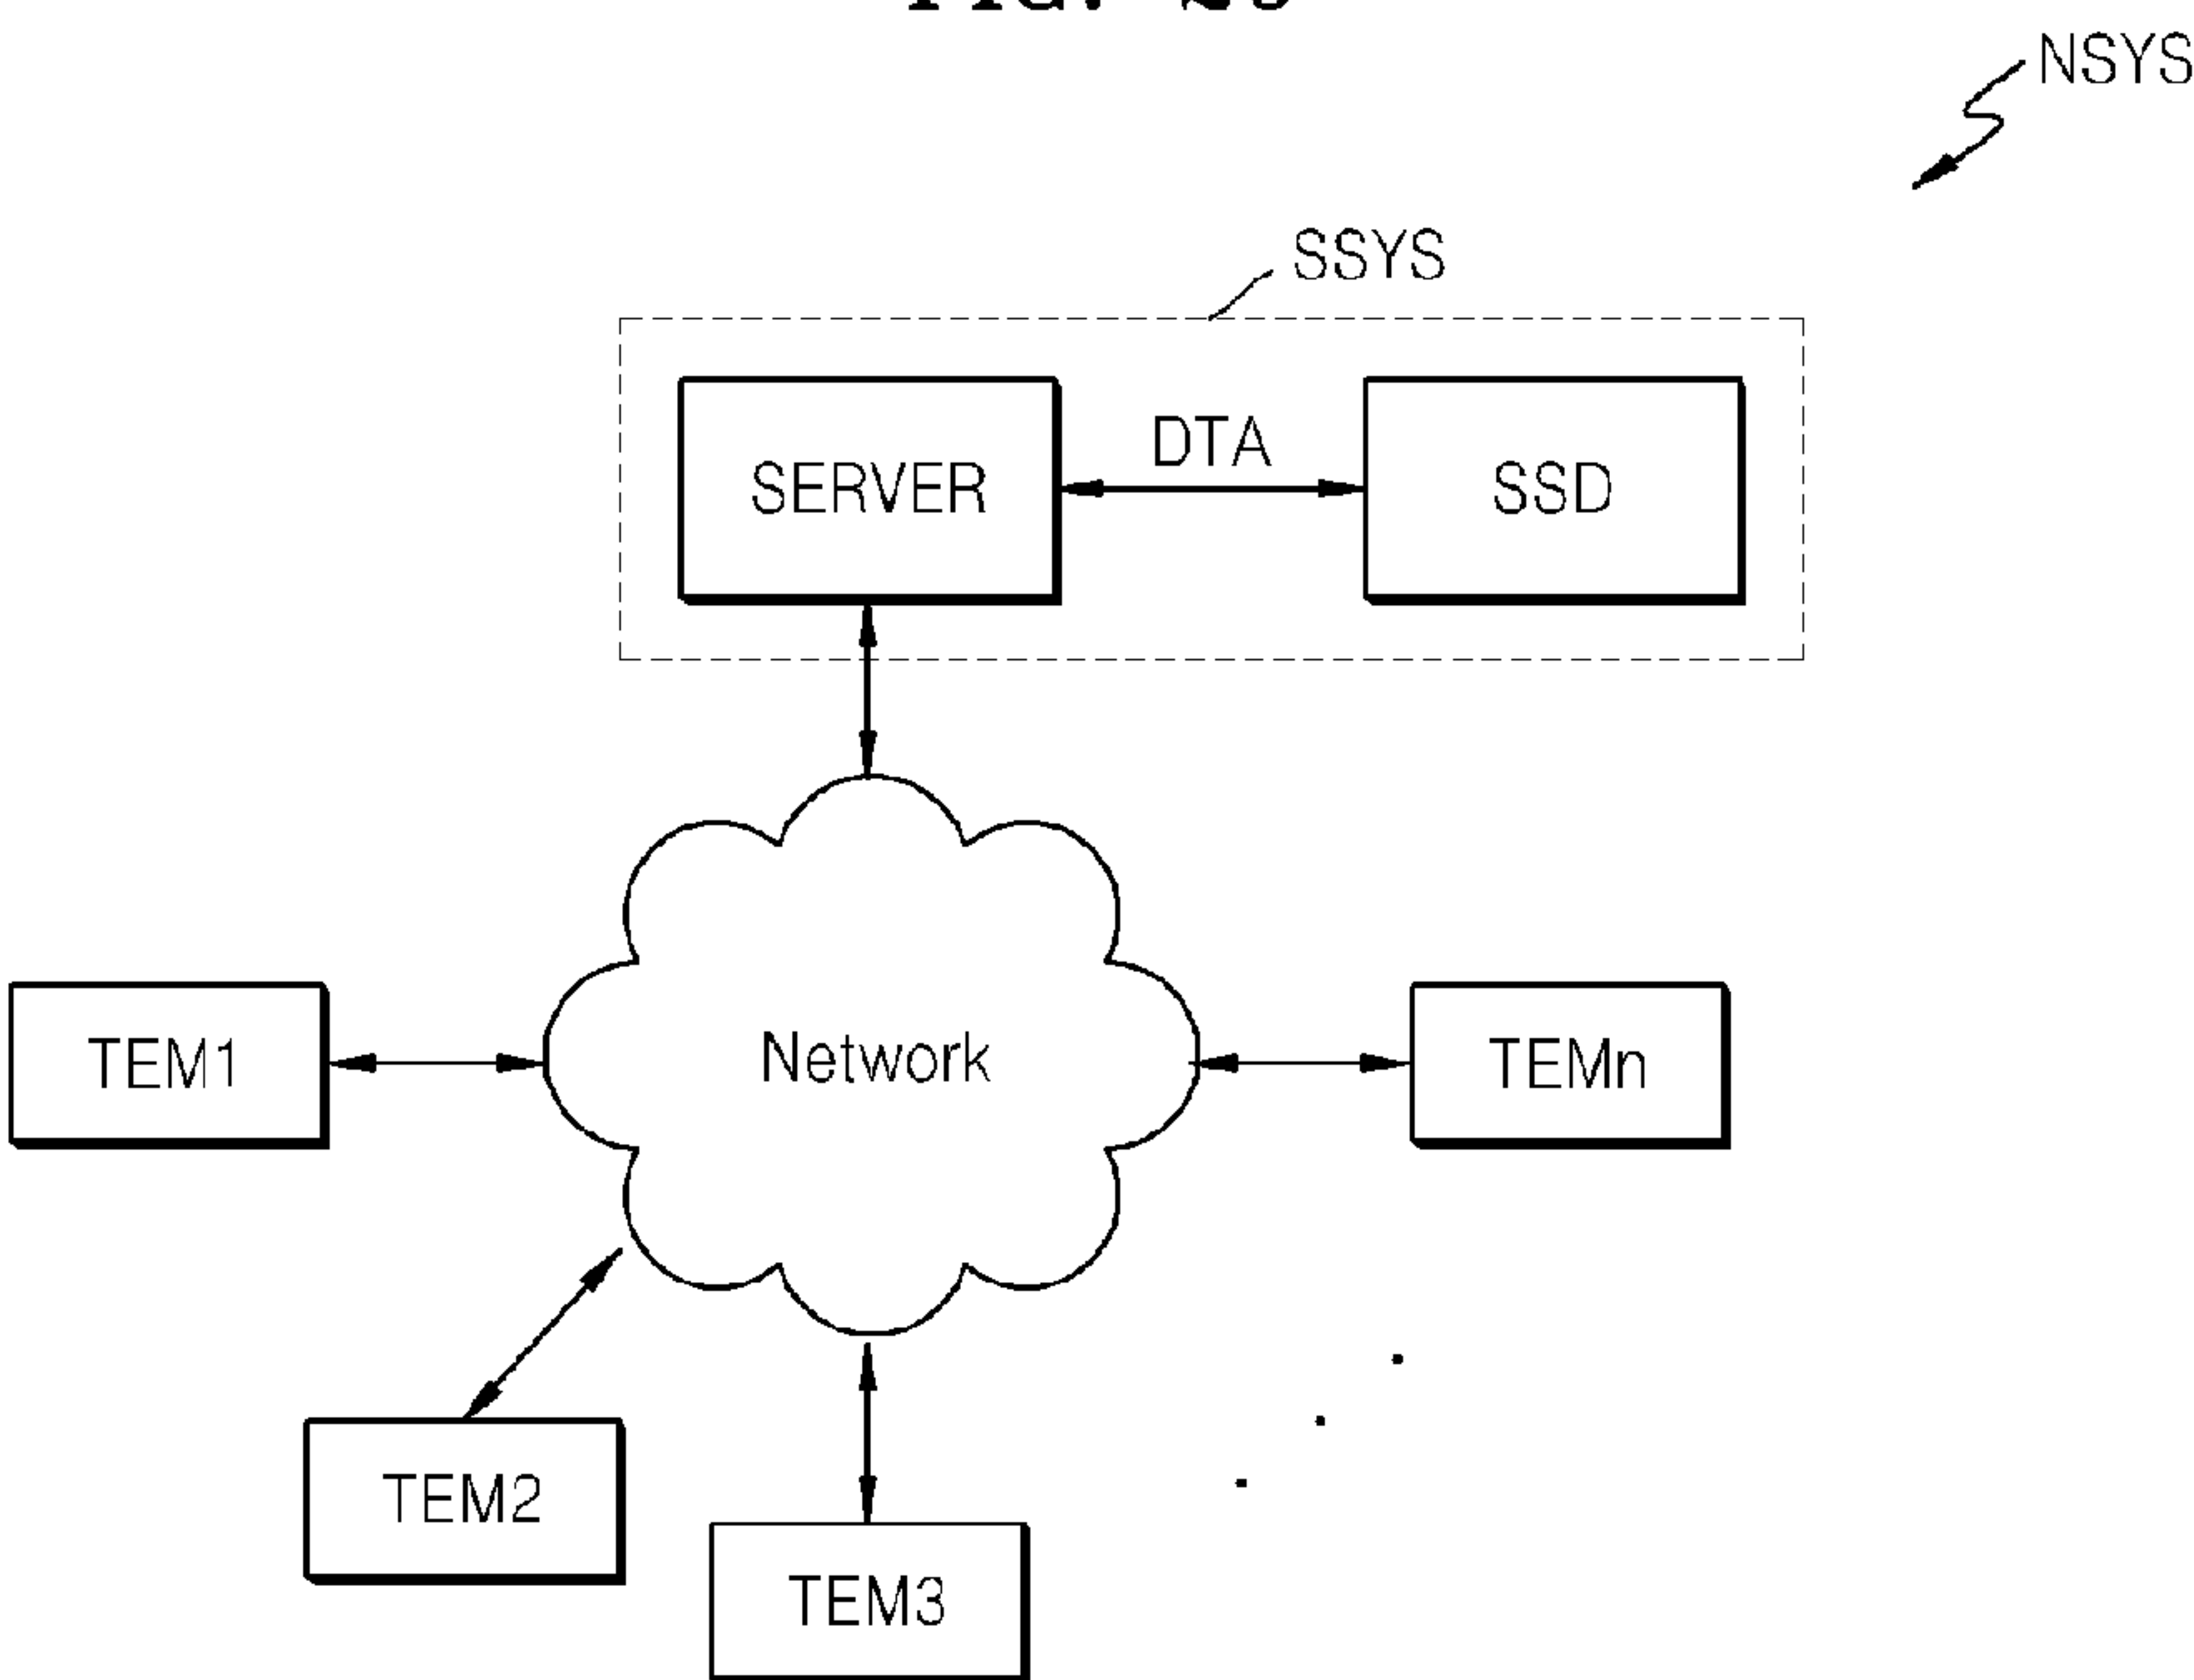 NSYS
SSYS
SERVER
DTA
SSD
Network
TEM1
TEMn
TEM2
TEM3